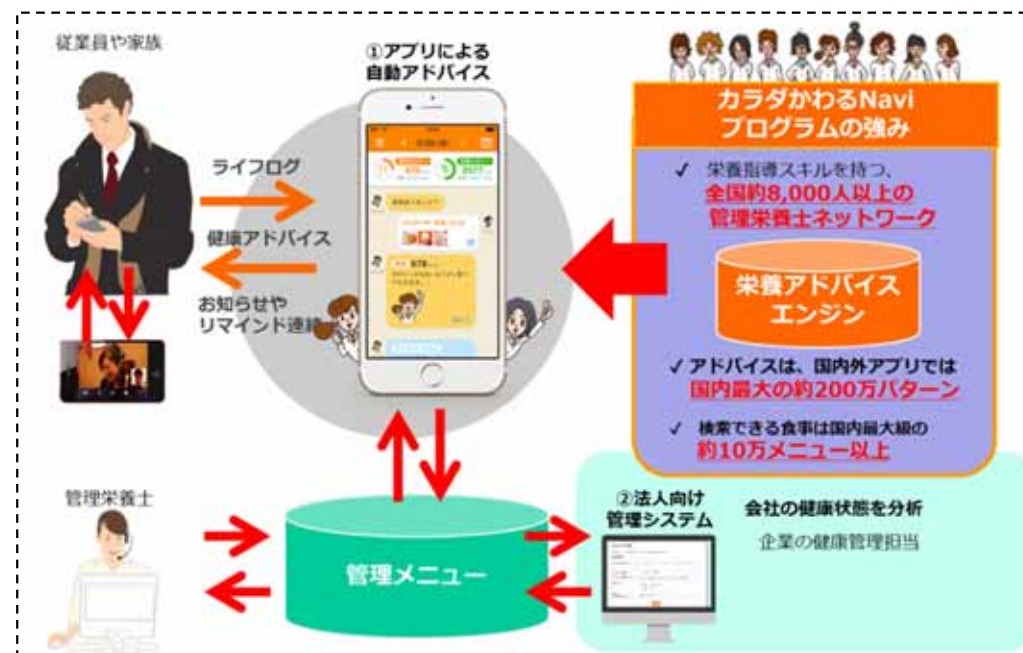 従業員や家族
①アプリによる
自動アドバイス
ライフログ
健康アドバイス
お知らせや
リマインド連絡
カラダかわるNavi
プログラムの強み
✓ 栄養指導スキルを持つ、
全国約8,000人以上の
管理栄養士ネットワーク
栄養アドバイス
エンジン
✓ アドバイスは、国内外アプリでは
国内最大の約200万パターン
✓ 検索できる食事は国内最大級の
約10万メニュー以上
管理栄養士
管理メニュー
②法人向け
管理システム
会社の健康状態を分析
企業の健康管理担当